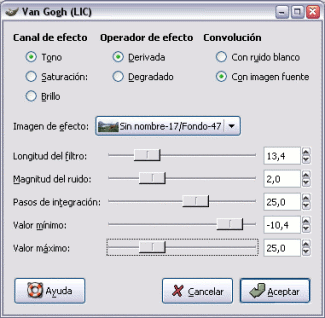 Van Gogh (LIC)
Canal de efecto Operador de efecto Convolución
Tono Derivada Con ruido blanco
Saturación: Degradado Con imagen fuente
Brillo
Imagen de efecto: Sin nombre-17/Fondo-47
Longitud del filtro: 13,4
Magnitud del ruido: 2,0
Pasos de integración: 25,0
Valor mínimo: -10,4
Valor máximo: 25,0
Ayuda Cancelar Aceptar